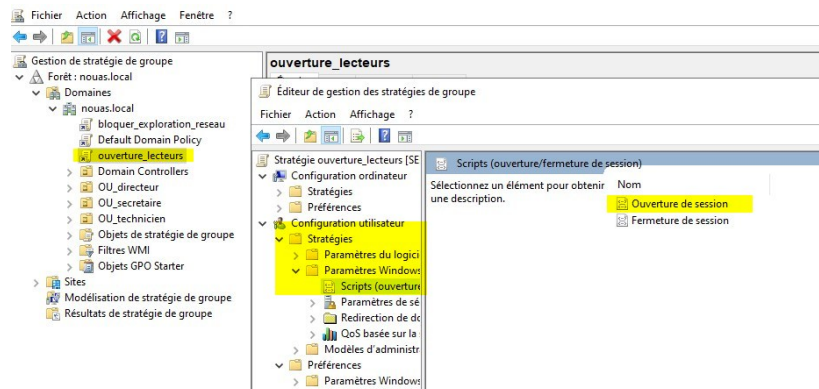 Fichier Action Affichage Fenêtre ?
Gestion de stratégie de groupe
Forêt : nouas.local
Domaines
nouas.local
bloquer_exploration_reseau
Default Domain Policy
ouverture_lecteurs
Domain Controllers
OU_directeur
OU_secretaire
OU_technicien
Objets de stratégie de groupe
Filtres WMI
Objets GPO Starter
Sites
Modélisation de stratégie de groupe
Résultats de stratégie de groupe
ouverture_lecteurs
Éditeur de gestion des stratégies de groupe
Fichier Action Affichage ?
Stratégie ouverture_lecteurs [SE
Configuration ordinateur
Stratégies
Préférences
Configuration utilisateur
Stratégies
Paramètres du logici
Paramètres Windows
Scripts (ouverture
Paramètres de sé
Redirection de do
QoS basée sur la
Modèles d'administr
Préférences
Paramètres Windows
Scripts (ouverture/fermeture de session)
Sélectionnez un élément pour obtenir
une description.
Nom
Ouverture de session
Fermeture de session